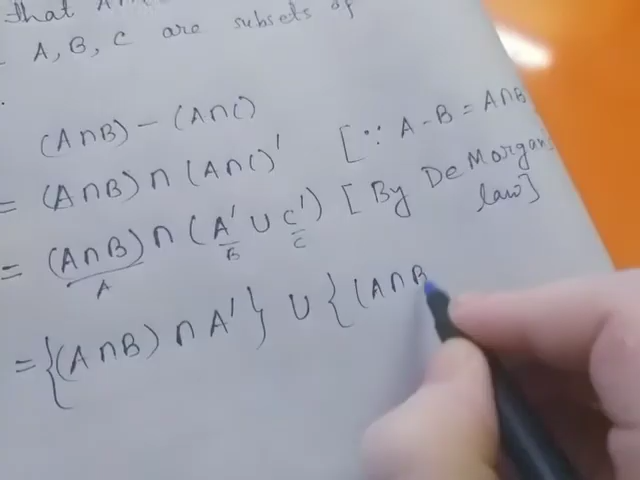 that
A, B, C are subsets of
(A∩B) − (A∩C)
= (A∩B) ∩ (A∩C)' [∵ A-B = A∩B
= (A∩B) ∩ (A' ∪ C') [By De Morgan's law]
A B C
= {(A∩B) ∩ A'} ∪ {(A∩B